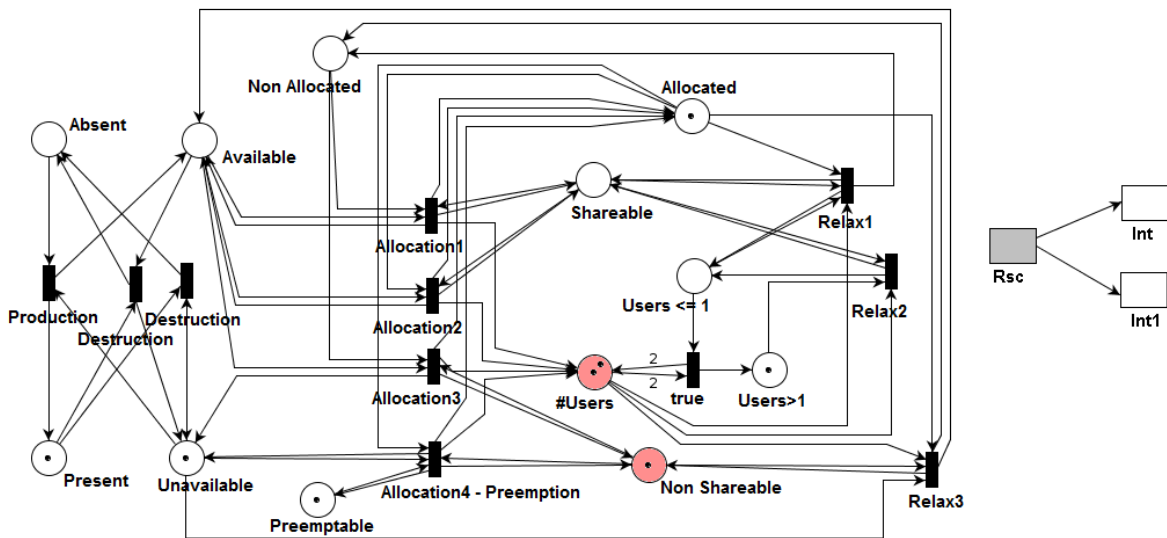 Non Allocated
Allocated
Absent
Available
Shareable
Relax1
Int
Rsc
Allocation1
Users <= 1
Relax2
Int1
Production
Destruction
Destruction
Allocation2
2
2
#Users
true
Users>1
Allocation3
Present
Unavailable
Allocation4 - Preemption
Non Shareable
Relax3
Preemptable